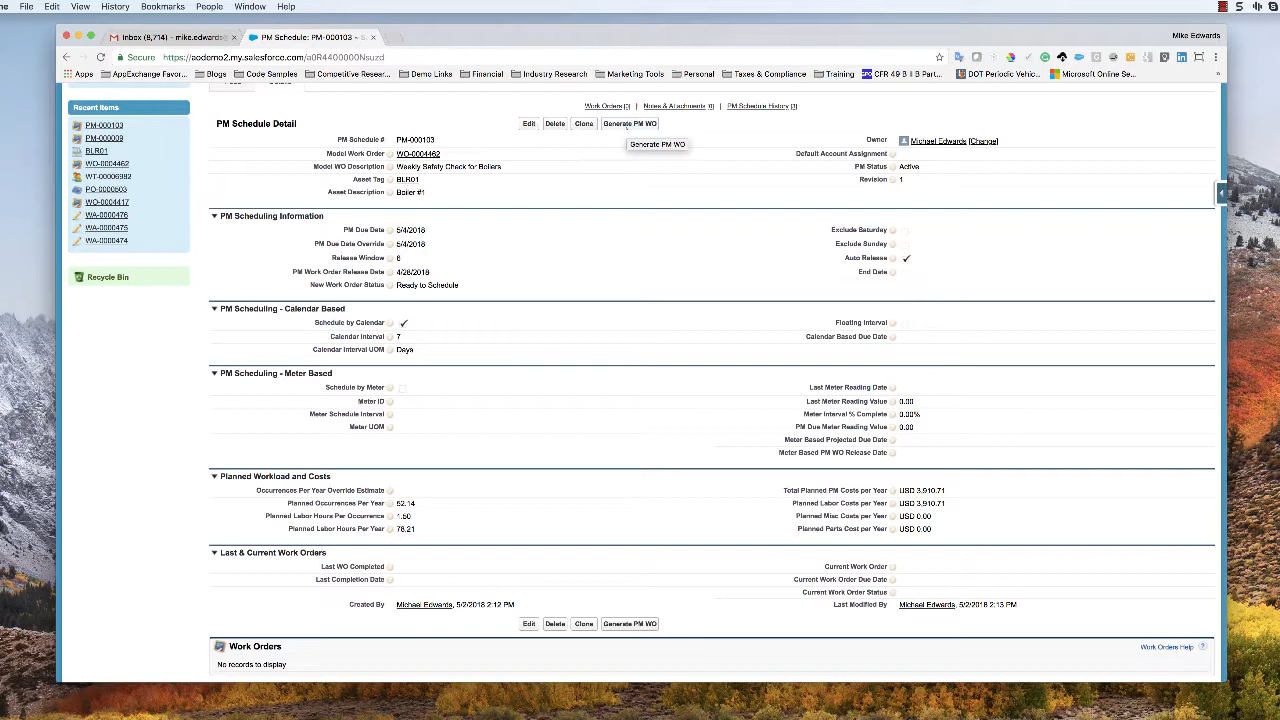 File Edit View History Bookmarks People Window Help
Inbox (8,714) - mike.edwards@ × PM Schedule: PM-000103 ~ S × Mike Edwards
Secure https://aodemo2.my.salesforce.com/a0R4400000Nsuzd
Apps AppExchange Favor... Blogs Code Samples Competitive Resear... Demo Links Financial Industry Research Marketing Tools Personal Taxes & Compliance Training CFR 49 B II B Part... DOT Periodic Vehic... Microsoft Online Se... »
Recent Items
PM-000103
PM-000009
BLR01
WO-0004462
WT-00006982
PO-0000503
WO-0004417
WA-0000476
WA-0000475
WA-0000474
Recycle Bin
Work Orders [0] | Notes & Attachments [0] | PM Schedule History [3]
PM Schedule Detail Edit Delete Clone Generate PM WO
Generate PM WO
PM Schedule # PM-000103 Owner Michael Edwards [Change]
Model Work Order WO-0004462 Default Account Assignment
Model WO Description Weekly Safety Check for Boilers PM Status Active
Asset Tag BLR01 Revision 1
Asset Description Boiler #1
PM Scheduling Information
PM Due Date 5/4/2018 Exclude Saturday
PM Due Date Override 5/4/2018 Exclude Sunday
Release Window 6 Auto Release ✓
PM Work Order Release Date 4/28/2018 End Date
New Work Order Status Ready to Schedule
PM Scheduling - Calendar Based
Schedule by Calendar ✓ Floating Interval
Calendar Interval 7 Calendar Based Due Date
Calendar Interval UOM Days
PM Scheduling - Meter Based
Schedule by Meter Last Meter Reading Date
Meter ID Last Meter Reading Value 0.00
Meter Schedule Interval Meter Interval % Complete 0.00%
Meter UOM PM Due Meter Reading Value 0.00
Meter Based Projected Due Date
Meter Based PM WO Release Date
Planned Workload and Costs
Occurrences Per Year Override Estimate Total Planned PM Costs per Year USD 3,910.71
Planned Occurrences Per Year 52.14 Planned Labor Costs per Year USD 3,910.71
Planned Labor Hours Per Occurrence 1.50 Planned Misc Costs per Year USD 0.00
Planned Labor Hours Per Year 78.21 Planned Parts Cost per Year USD 0.00
Last & Current Work Orders
Last WO Completed Current Work Order
Last Completion Date Current Work Order Due Date
Current Work Order Status
Created By Michael Edwards, 5/2/2018 2:12 PM Last Modified By Michael Edwards, 5/2/2018 2:13 PM
Edit Delete Clone Generate PM WO
Work Orders Work Orders Help ?
No records to display